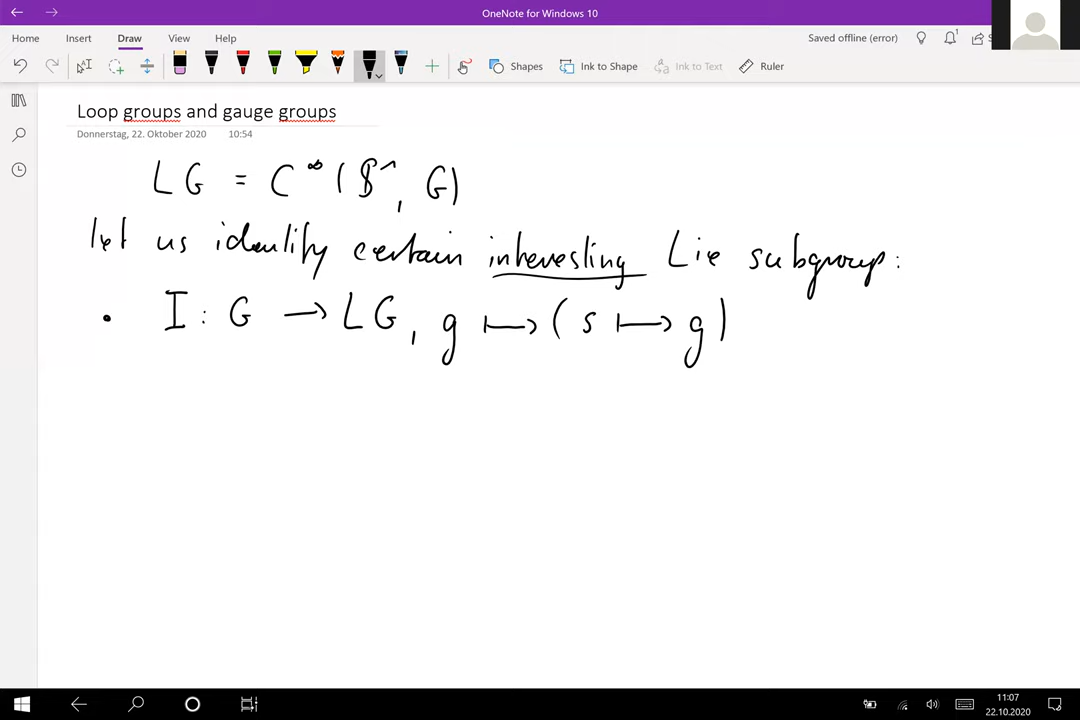 OneNote for Windows 10
Home Insert Draw View Help Saved offline (error)
Shapes Ink to Shape Ink to Text Ruler
Loop groups and gauge groups
Donnerstag, 22. Oktober 2020 10:54
LG = C^∞(𝕊^1, G)
let us identify certain interesting Lie subgroup:
• I: G → LG, g ↦ (s ↦ g)
11:07
22.10.2020